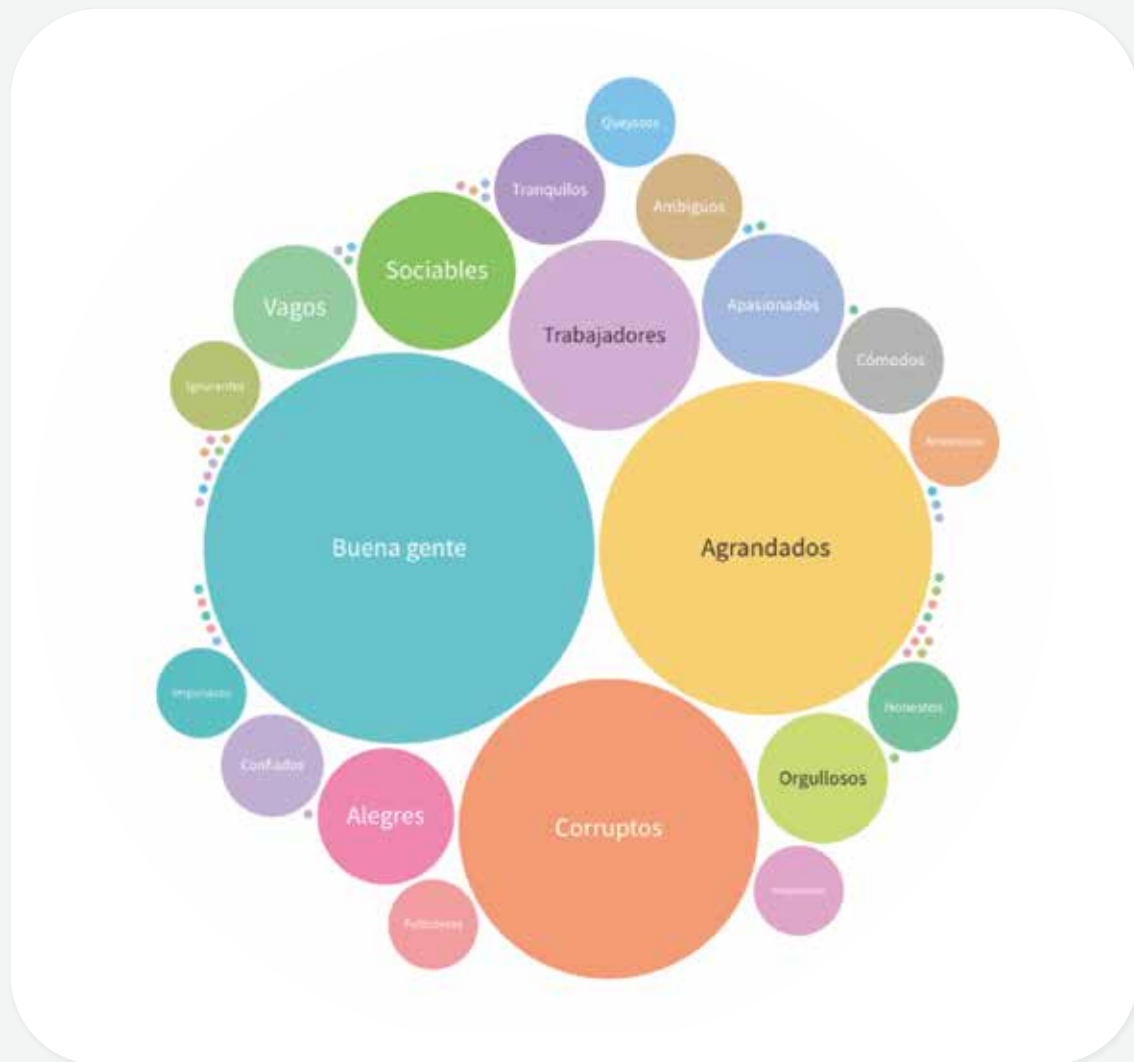 Quejosos
Tranquilos
Ambiguos
Sociables
Vagos
Apasionados
Trabajadores
Cómodos
Ignorantes
Buena gente
Agrandados
Confiados
Honestos
Orgullosos
Alegres
Corruptos